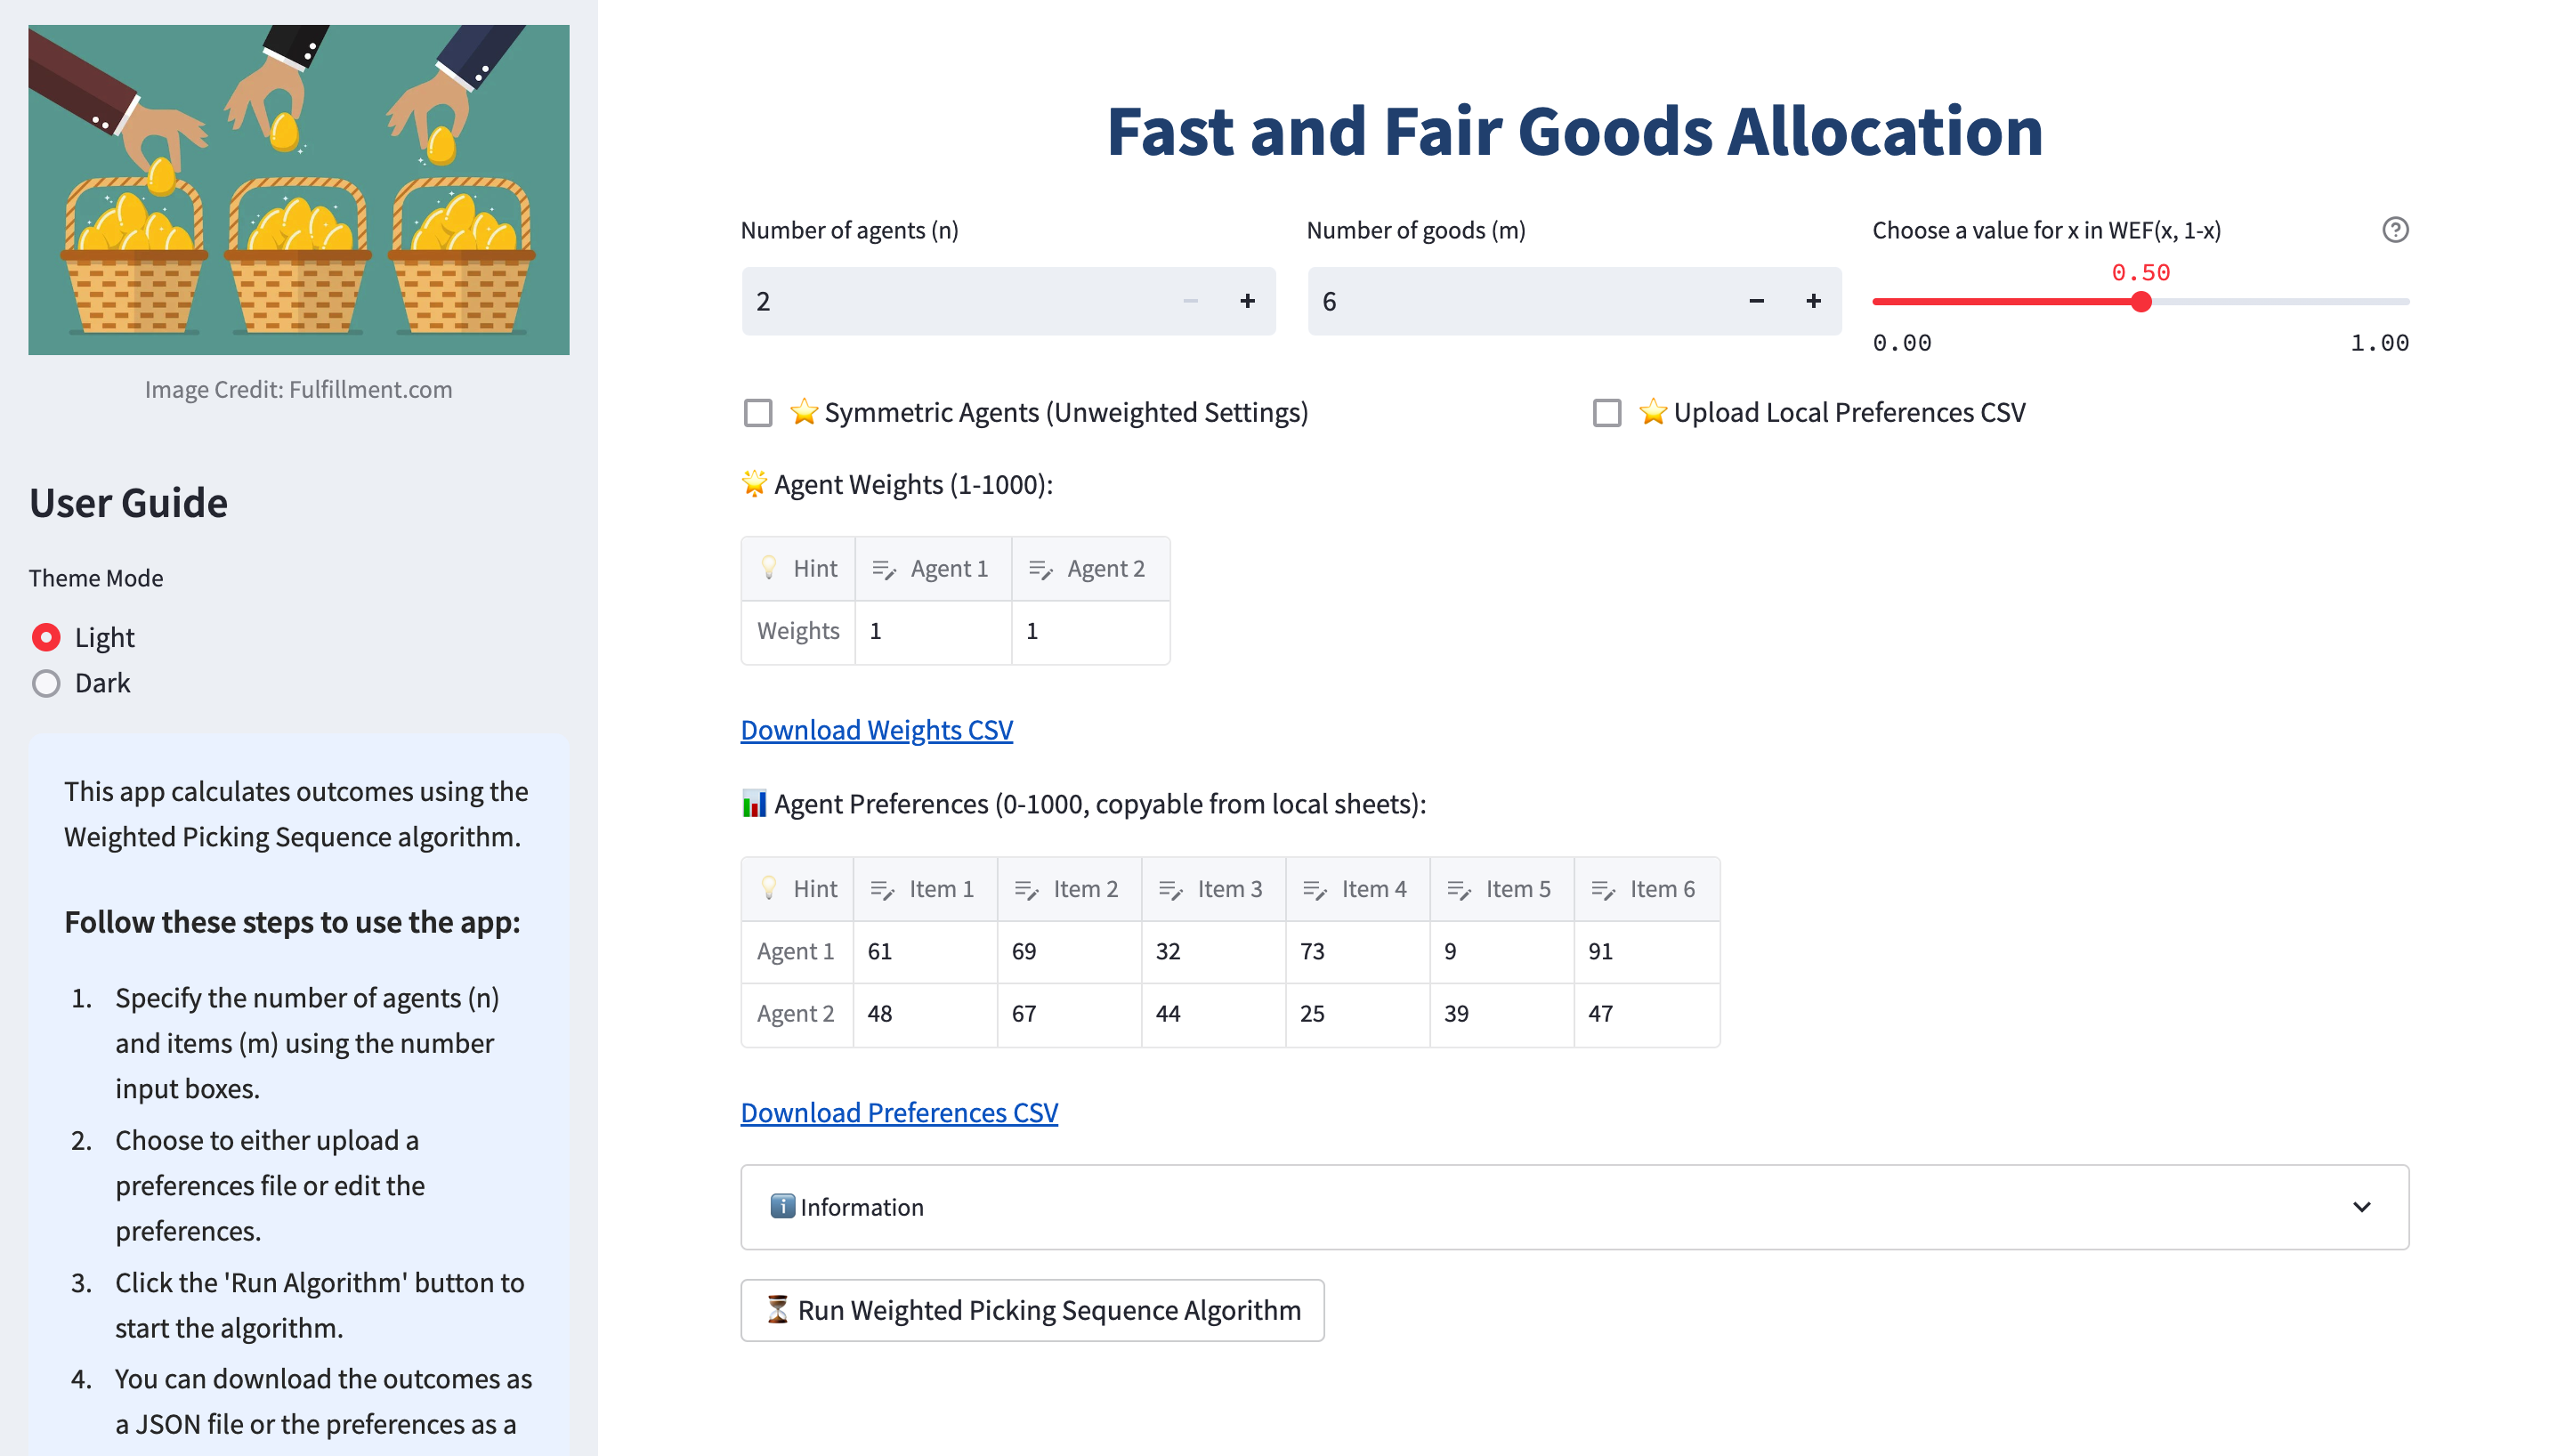 Image Credit: Fulfillment.com
User Guide
Theme Mode
Light
Dark
This app calculates outcomes using the
Weighted Picking Sequence algorithm.
Follow these steps to use the app:
1. Specify the number of agents (n)
and items (m) using the number
input boxes.
2. Choose to either upload a
preferences file or edit the
preferences.
3. Click the 'Run Algorithm' button to
start the algorithm.
4. You can download the outcomes as
a JSON file or the preferences as a
Fast and Fair Goods Allocation
Number of agents (n)
2
Number of goods (m)
6
Choose a value for x in WEF(x, 1-x)
0.50
0.00 1.00
⭐ Symmetric Agents (Unweighted Settings)
⭐ Upload Local Preferences CSV
🌟 Agent Weights (1-1000):
💡 Hint Agent 1 Agent 2
Weights 1 1
Download Weights CSV
📊 Agent Preferences (0-1000, copyable from local sheets):
💡 Hint Item 1 Item 2 Item 3 Item 4 Item 5 Item 6
Agent 1 61 69 32 73 9 91
Agent 2 48 67 44 25 39 47
Download Preferences CSV
ℹ️ Information
⏳ Run Weighted Picking Sequence Algorithm